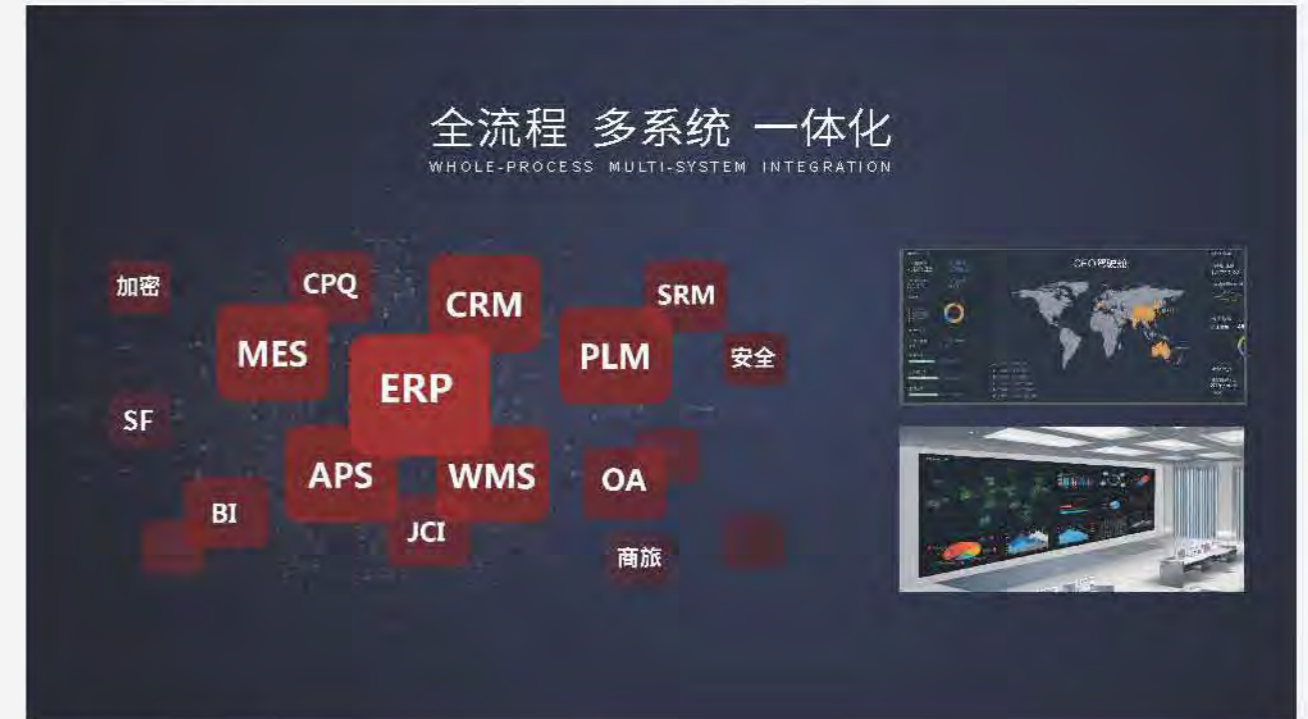 全流程 多系统 一体化
WHOLE-PROCESS MULTI-SYSTEM INTEGRATION
加密
CPQ
CRM
SRM
MES
ERP
PLM
安全
SF
APS
WMS
OA
BI
JCI
商旅